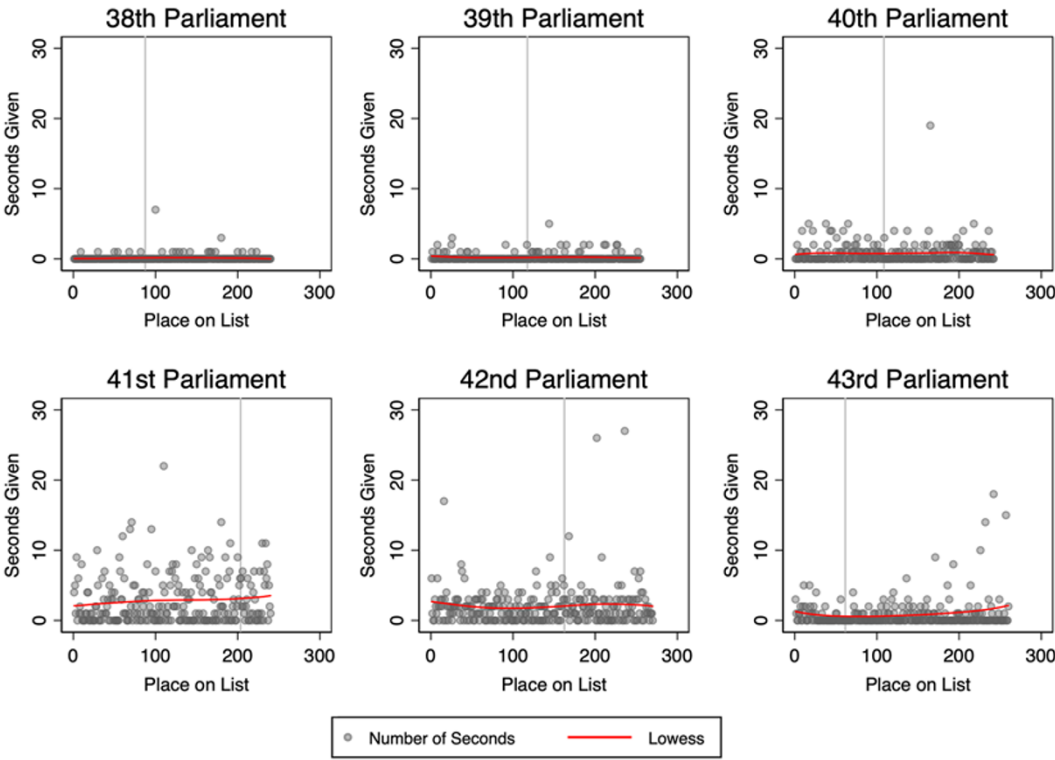 38th Parliament
Seconds Given
30
20
10
0
0 100 200 300
Place on List
39th Parliament
Seconds Given
30
20
10
0
0 100 200 300
Place on List
40th Parliament
Seconds Given
30
20
10
0
0 100 200 300
Place on List
41st Parliament
Seconds Given
30
20
10
0
0 100 200 300
Place on List
42nd Parliament
Seconds Given
30
20
10
0
0 100 200 300
Place on List
43rd Parliament
Seconds Given
30
20
10
0
0 100 200 300
Place on List
Number of Seconds Lowess